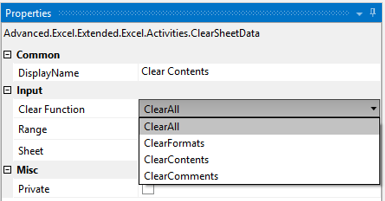 Properties
Advanced.Excel.Extended.Excel.Activities.ClearSheetData
Common
DisplayName Clear Contents
Input
Clear Function ClearAll
Range ClearAll
ClearFormats
Sheet ClearContents
Misc ClearComments
Private